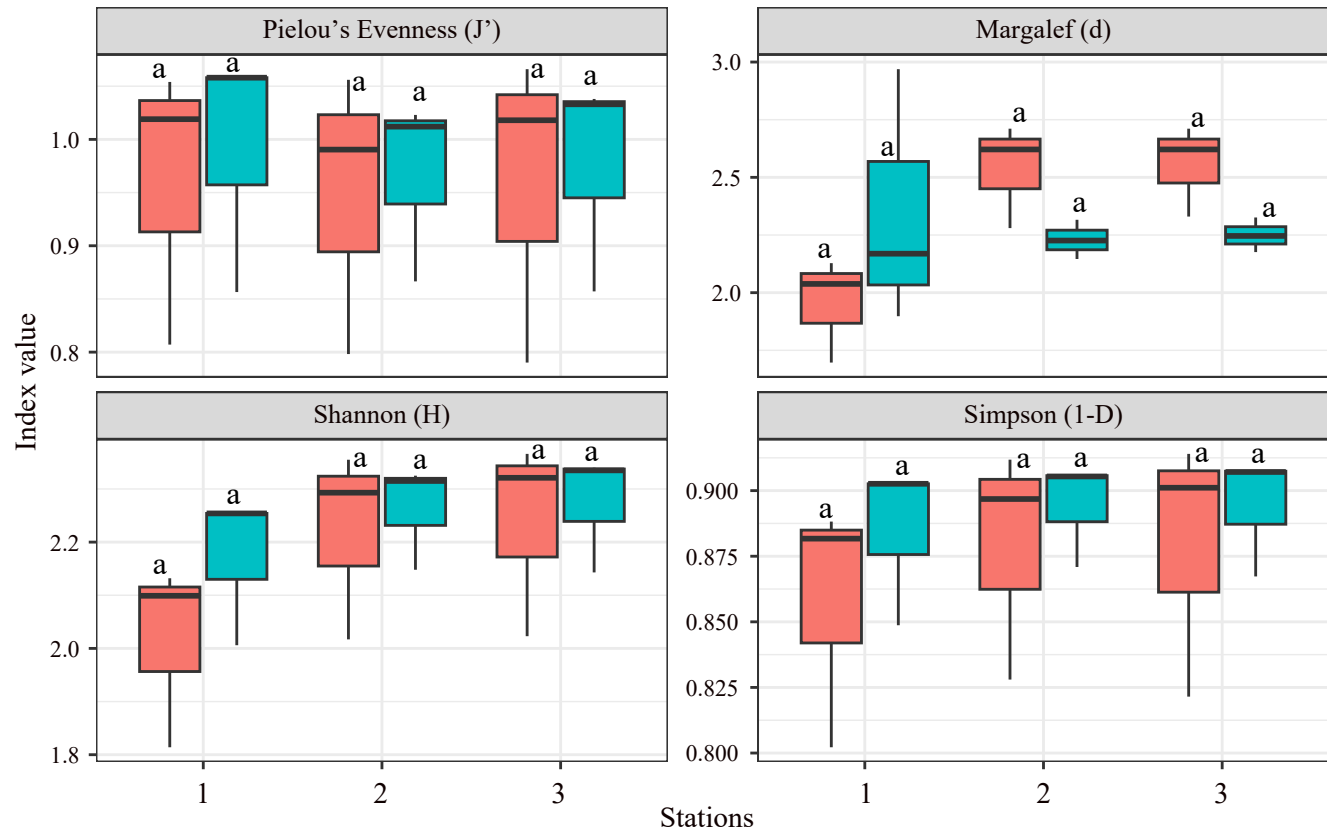 Pielou’s Evenness (J’)
Margalef (d)
a
a
a
a
a
a
a
a
a
a
a
a
1.0
0.9
0.8
3.0
2.5
2.0
Index value
Shannon (H)
Simpson (1-D)
a
a
a
a
a
a
a
a
a
a
a
a
2.2
2.0
1.8
0.900
0.875
0.850
0.825
0.800
1
2
3
1
2
3
Stations